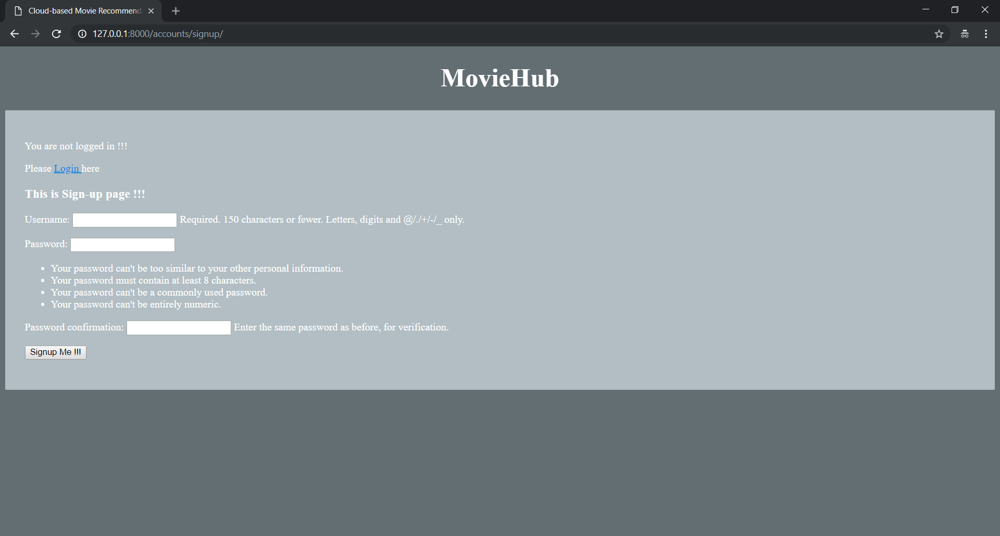 Cloud-based Movie Recommend
127.0.0.1:8000/accounts/signup/
MovieHub
You are not logged in !!!
Please Login here
This is Sign-up page !!!
Username: Required. 150 characters or fewer. Letters, digits and @/./+/-/_ only.
Password:
• Your password can't be too similar to your other personal information.
• Your password must contain at least 8 characters.
• Your password can't be a commonly used password.
• Your password can't be entirely numeric.
Password confirmation: Enter the same password as before, for verification.
Signup Me !!!